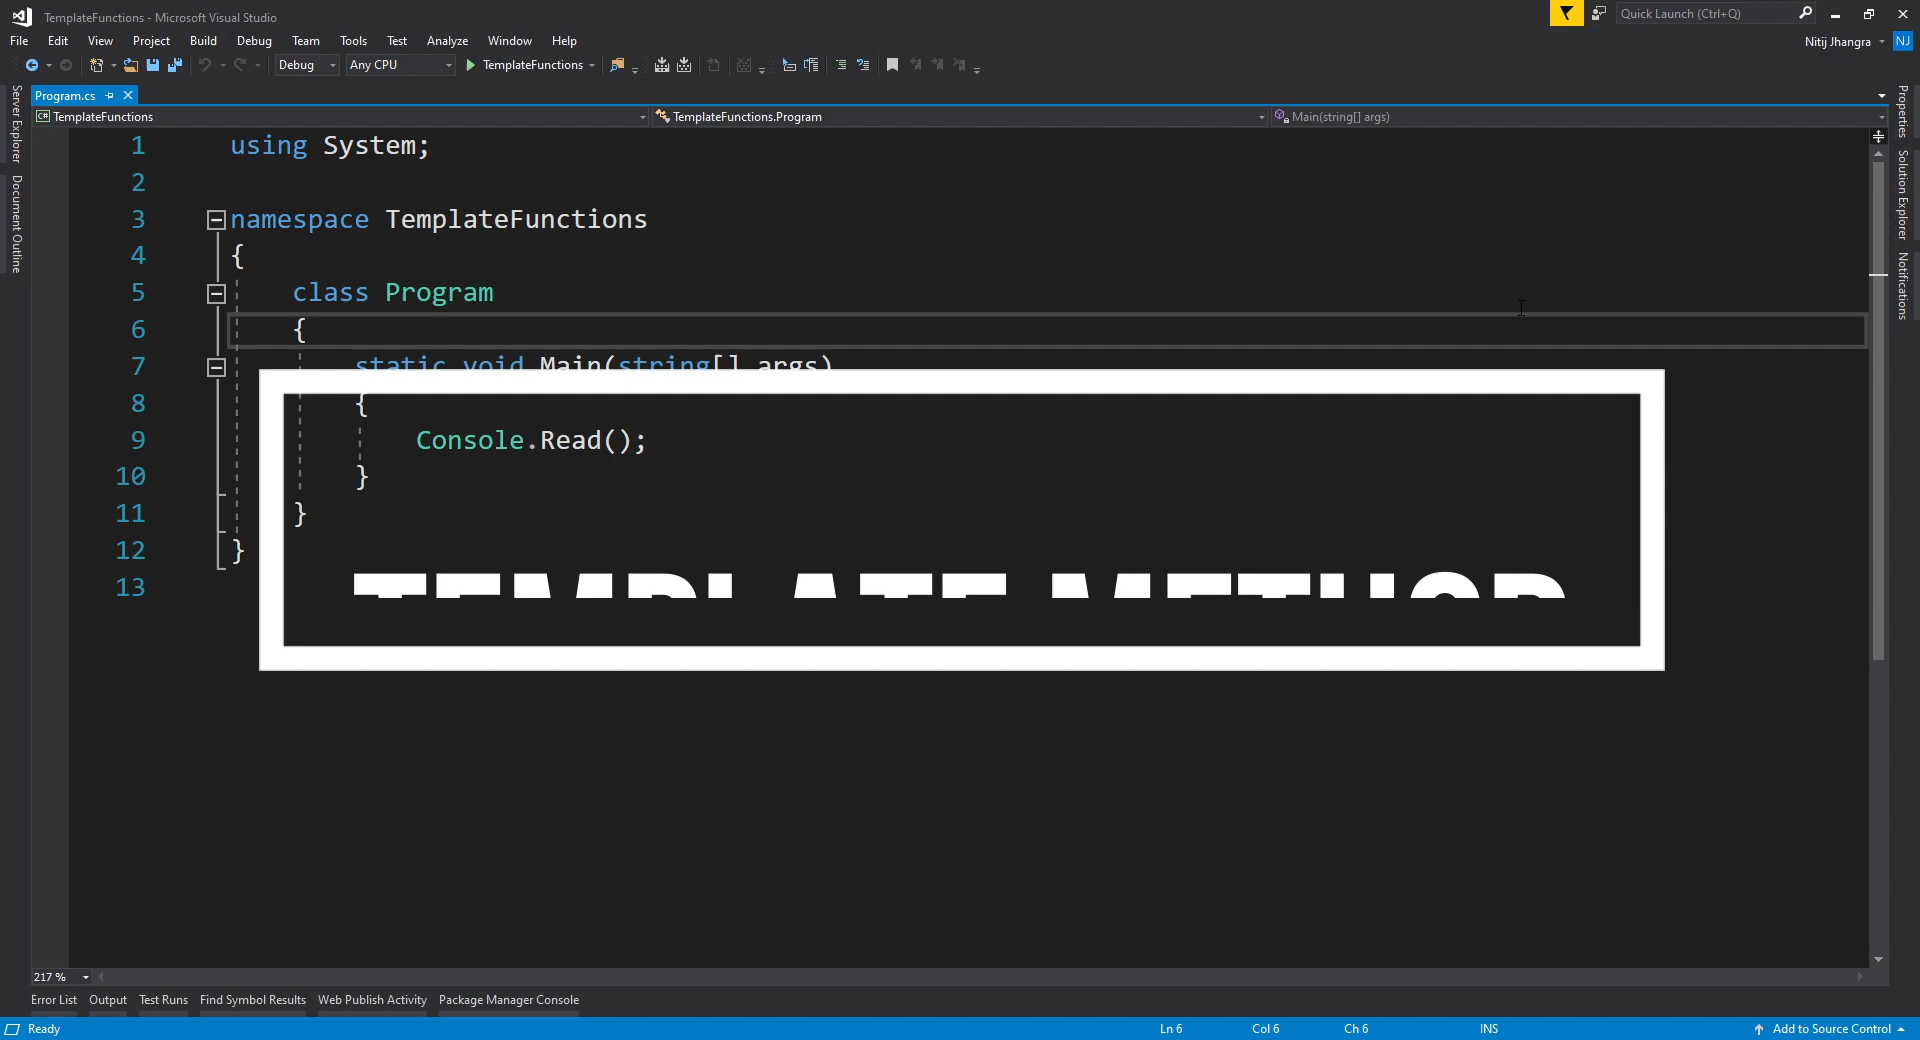 TemplateFunctions - Microsoft Visual Studio
Quick Launch (Ctrl+Q)
File Edit View Project Build Debug Team Tools Test Analyze Window Help
Nitij Jhangra NJ
Debug Any CPU TemplateFunctions
Program.cs
C# TemplateFunctions TemplateFunctions.Program Main(string[] args)
Server Explorer
Document Outline
Properties
Solution Explorer
Notifications
1 using System;
2
3 namespace TemplateFunctions
4 {
5 class Program
6 {
7 static void Main(string[] args)
8 {
9 Console.Read();
10 }
11 }
12 }
13
TEMPLATE METHOD
217 %
Error List Output Test Runs Find Symbol Results Web Publish Activity Package Manager Console
Ready Ln 6 Col 6 Ch 6 INS Add to Source Control